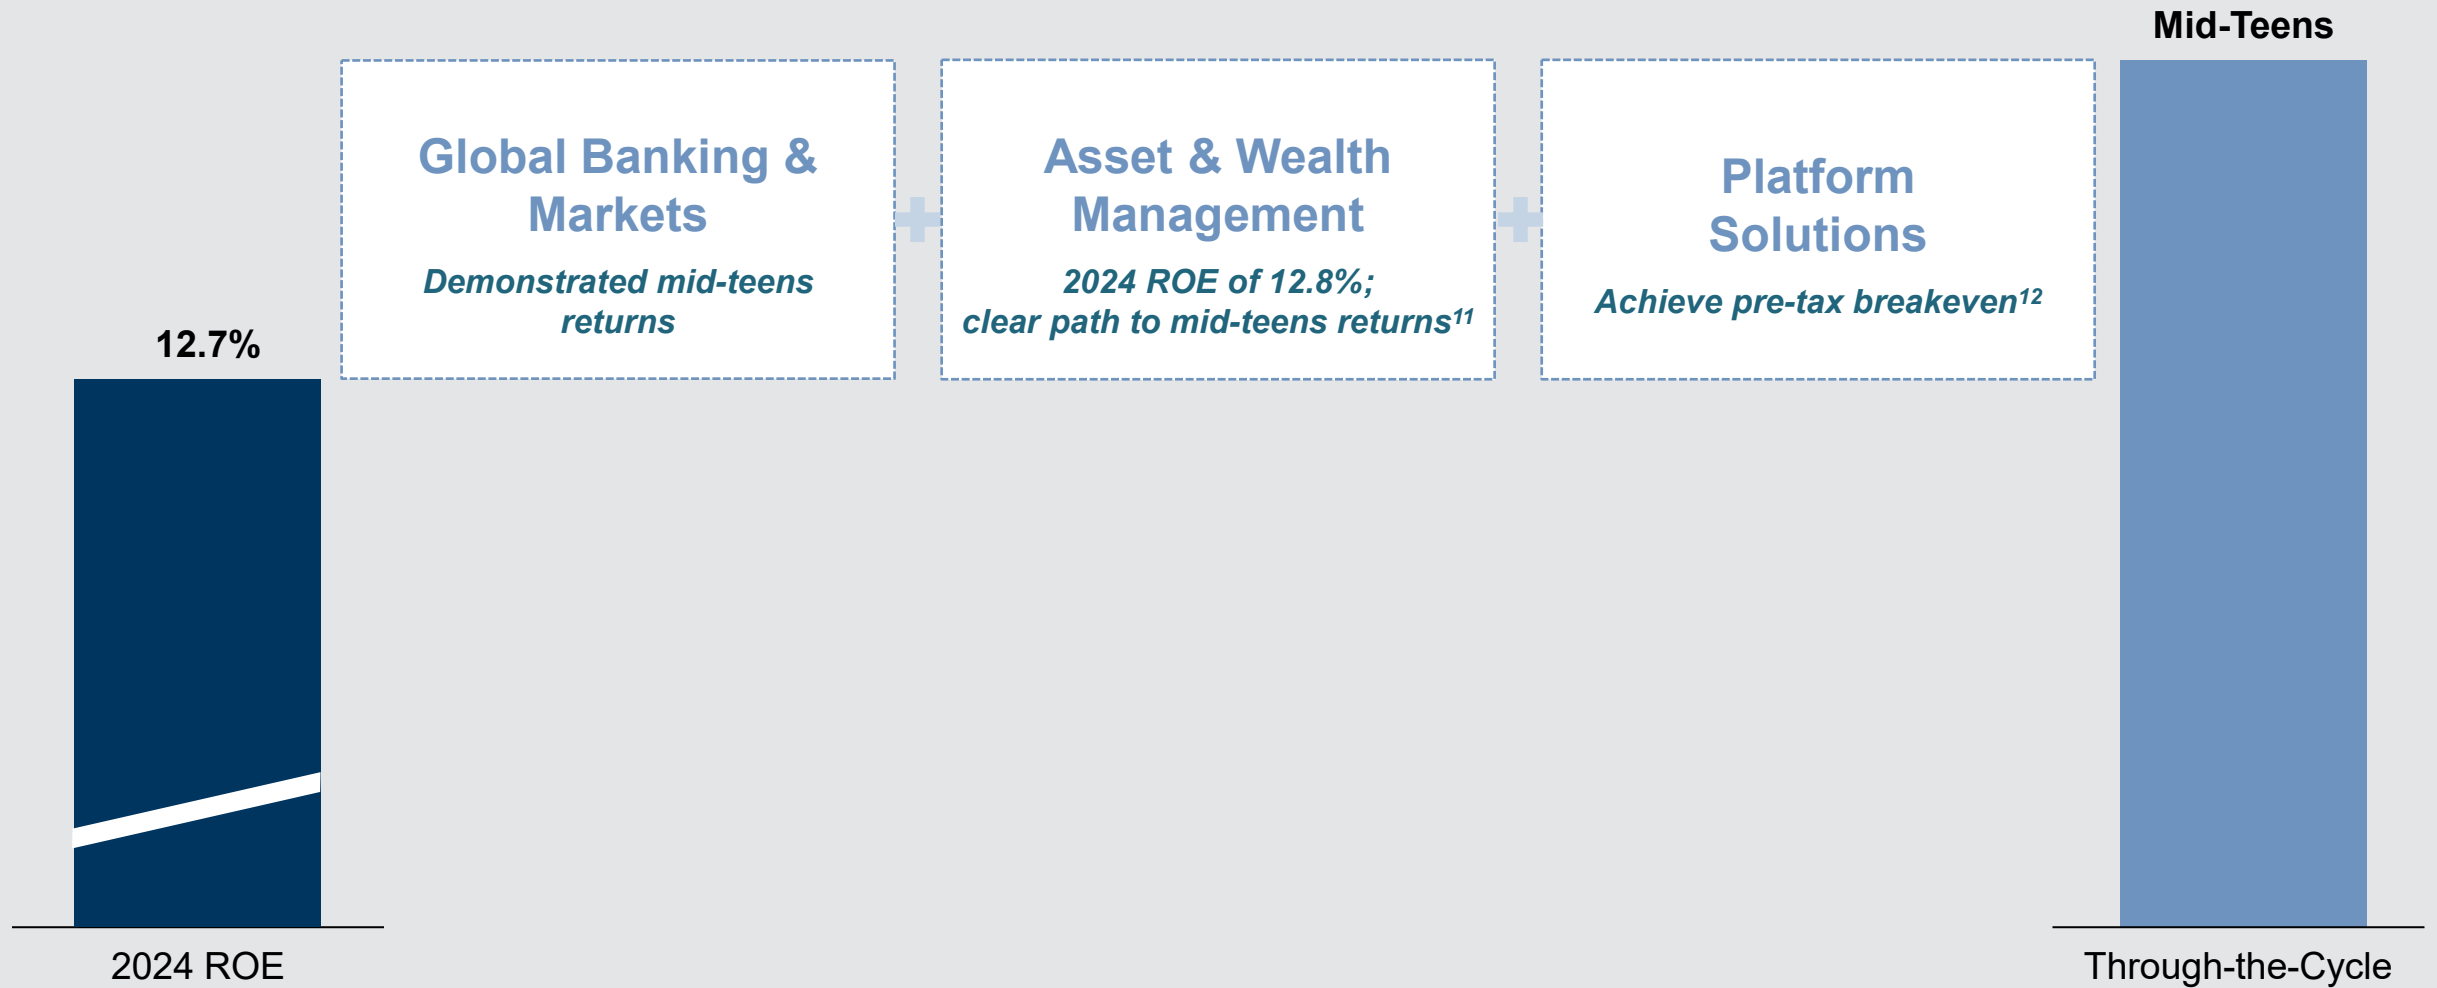 12.7%
2024 ROE
Global Banking &
Markets
Demonstrated mid-teens
returns
Asset & Wealth
Management
2024 ROE of 12.8%;
clear path to mid-teens returns¹¹
Platform
Solutions
Achieve pre-tax breakeven¹²
Mid-Teens
Through-the-Cycle